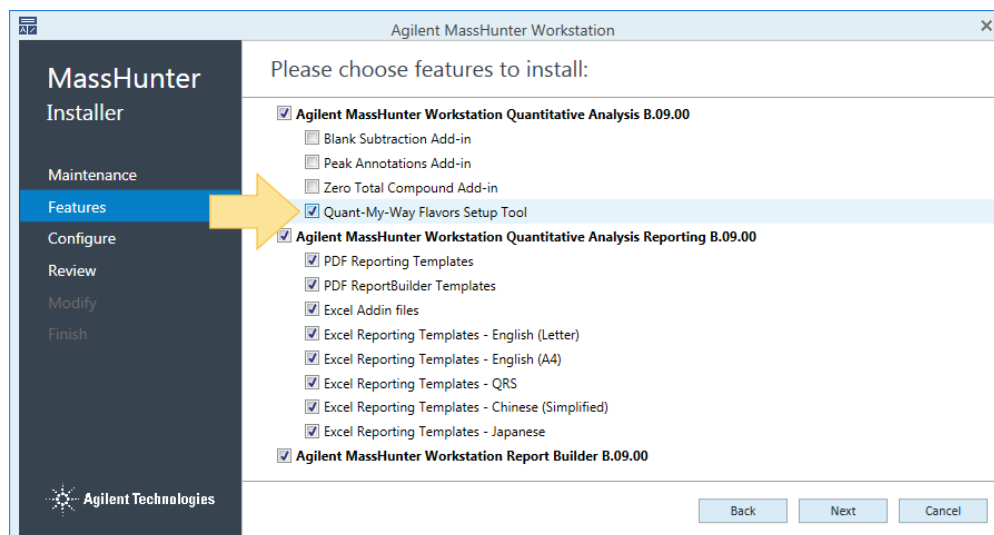 Agilent MassHunter Workstation
MassHunter
Installer
Maintenance
Features
Configure
Review
Modify
Finish
Agilent Technologies
Please choose features to install:
Agilent MassHunter Workstation Quantitative Analysis B.09.00
Blank Subtraction Add-in
Peak Annotations Add-in
Zero Total Compound Add-in
Quant-My-Way Flavors Setup Tool
Agilent MassHunter Workstation Quantitative Analysis Reporting B.09.00
PDF Reporting Templates
PDF ReportBuilder Templates
Excel Addin files
Excel Reporting Templates - English (Letter)
Excel Reporting Templates - English (A4)
Excel Reporting Templates - QRS
Excel Reporting Templates - Chinese (Simplified)
Excel Reporting Templates - Japanese
Agilent MassHunter Workstation Report Builder B.09.00
Back Next Cancel